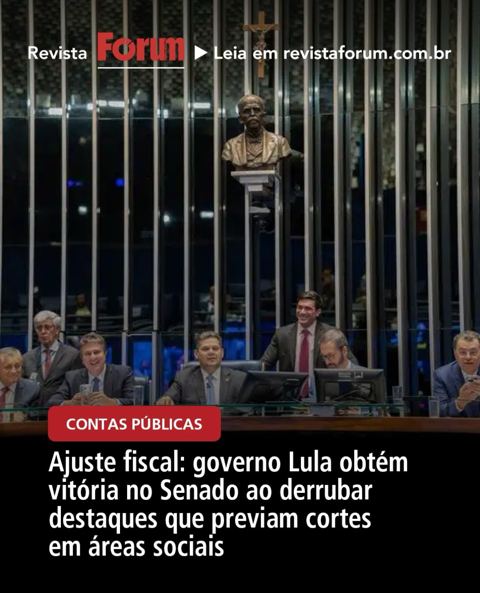 Revista Forum ▶ Leia em revistaforum.com.br
CONTAS PÚBLICAS
Ajuste fiscal: governo Lula obtém
vitória no Senado ao derrubar
destaques que previam cortes
em áreas sociais